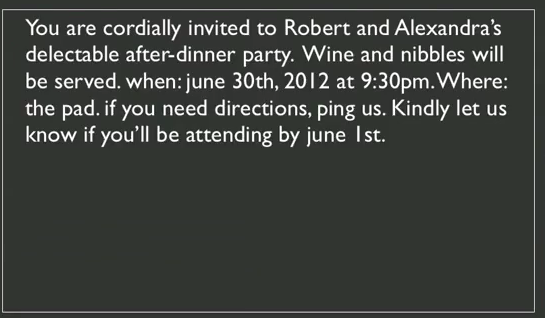 You are cordially invited to Robert and Alexandra’s
delectable after-dinner party.  Wine and nibbles will
be served. when: june 30th, 2012 at 9:30pm. Where:
the pad. if you need directions, ping us. Kindly let us
know if you’ll be attending by june 1st.